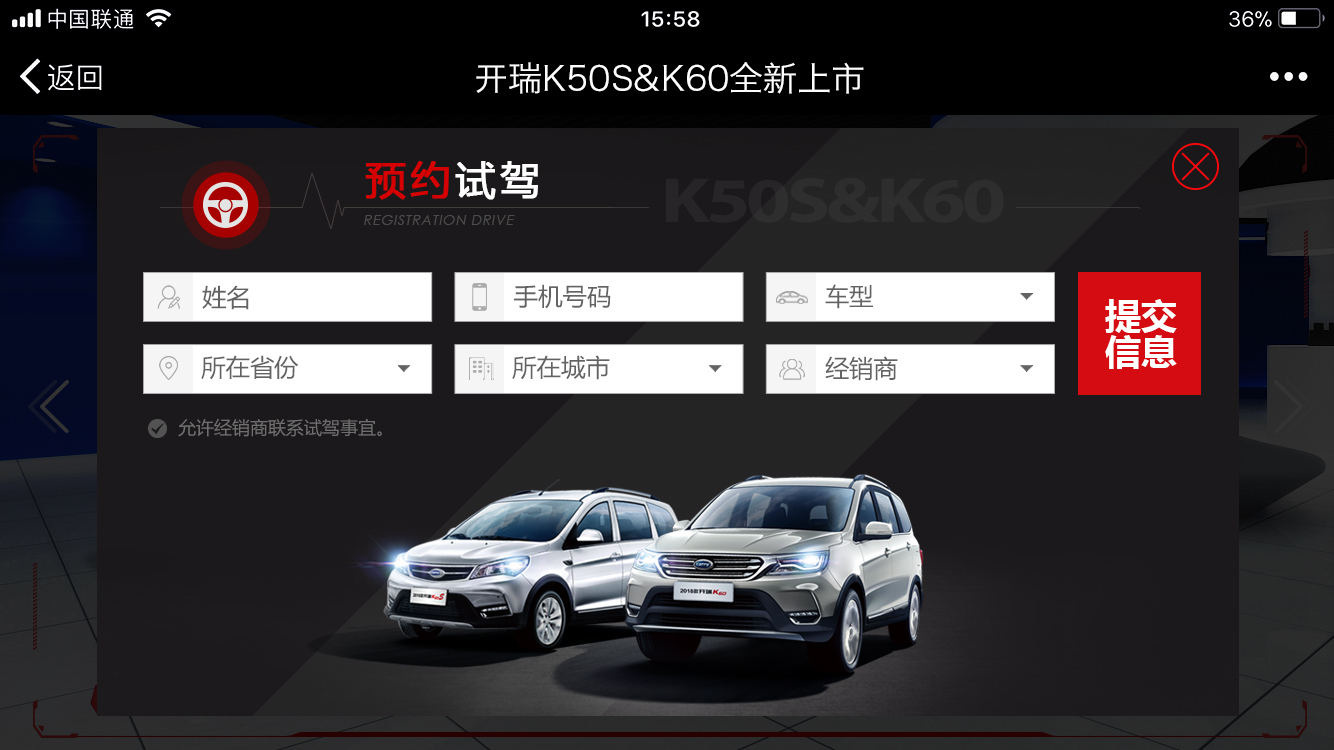 中国联通
15:58
36%
返回
开瑞K50S&K60全新上市
预约试驾
REGISTRATION DRIVE
K50S&K60
姓名
手机号码
车型
提交
信息
所在省份
所在城市
经销商
允许经销商联系试驾事宜。
2018款开瑞K50S
2018款开瑞K60